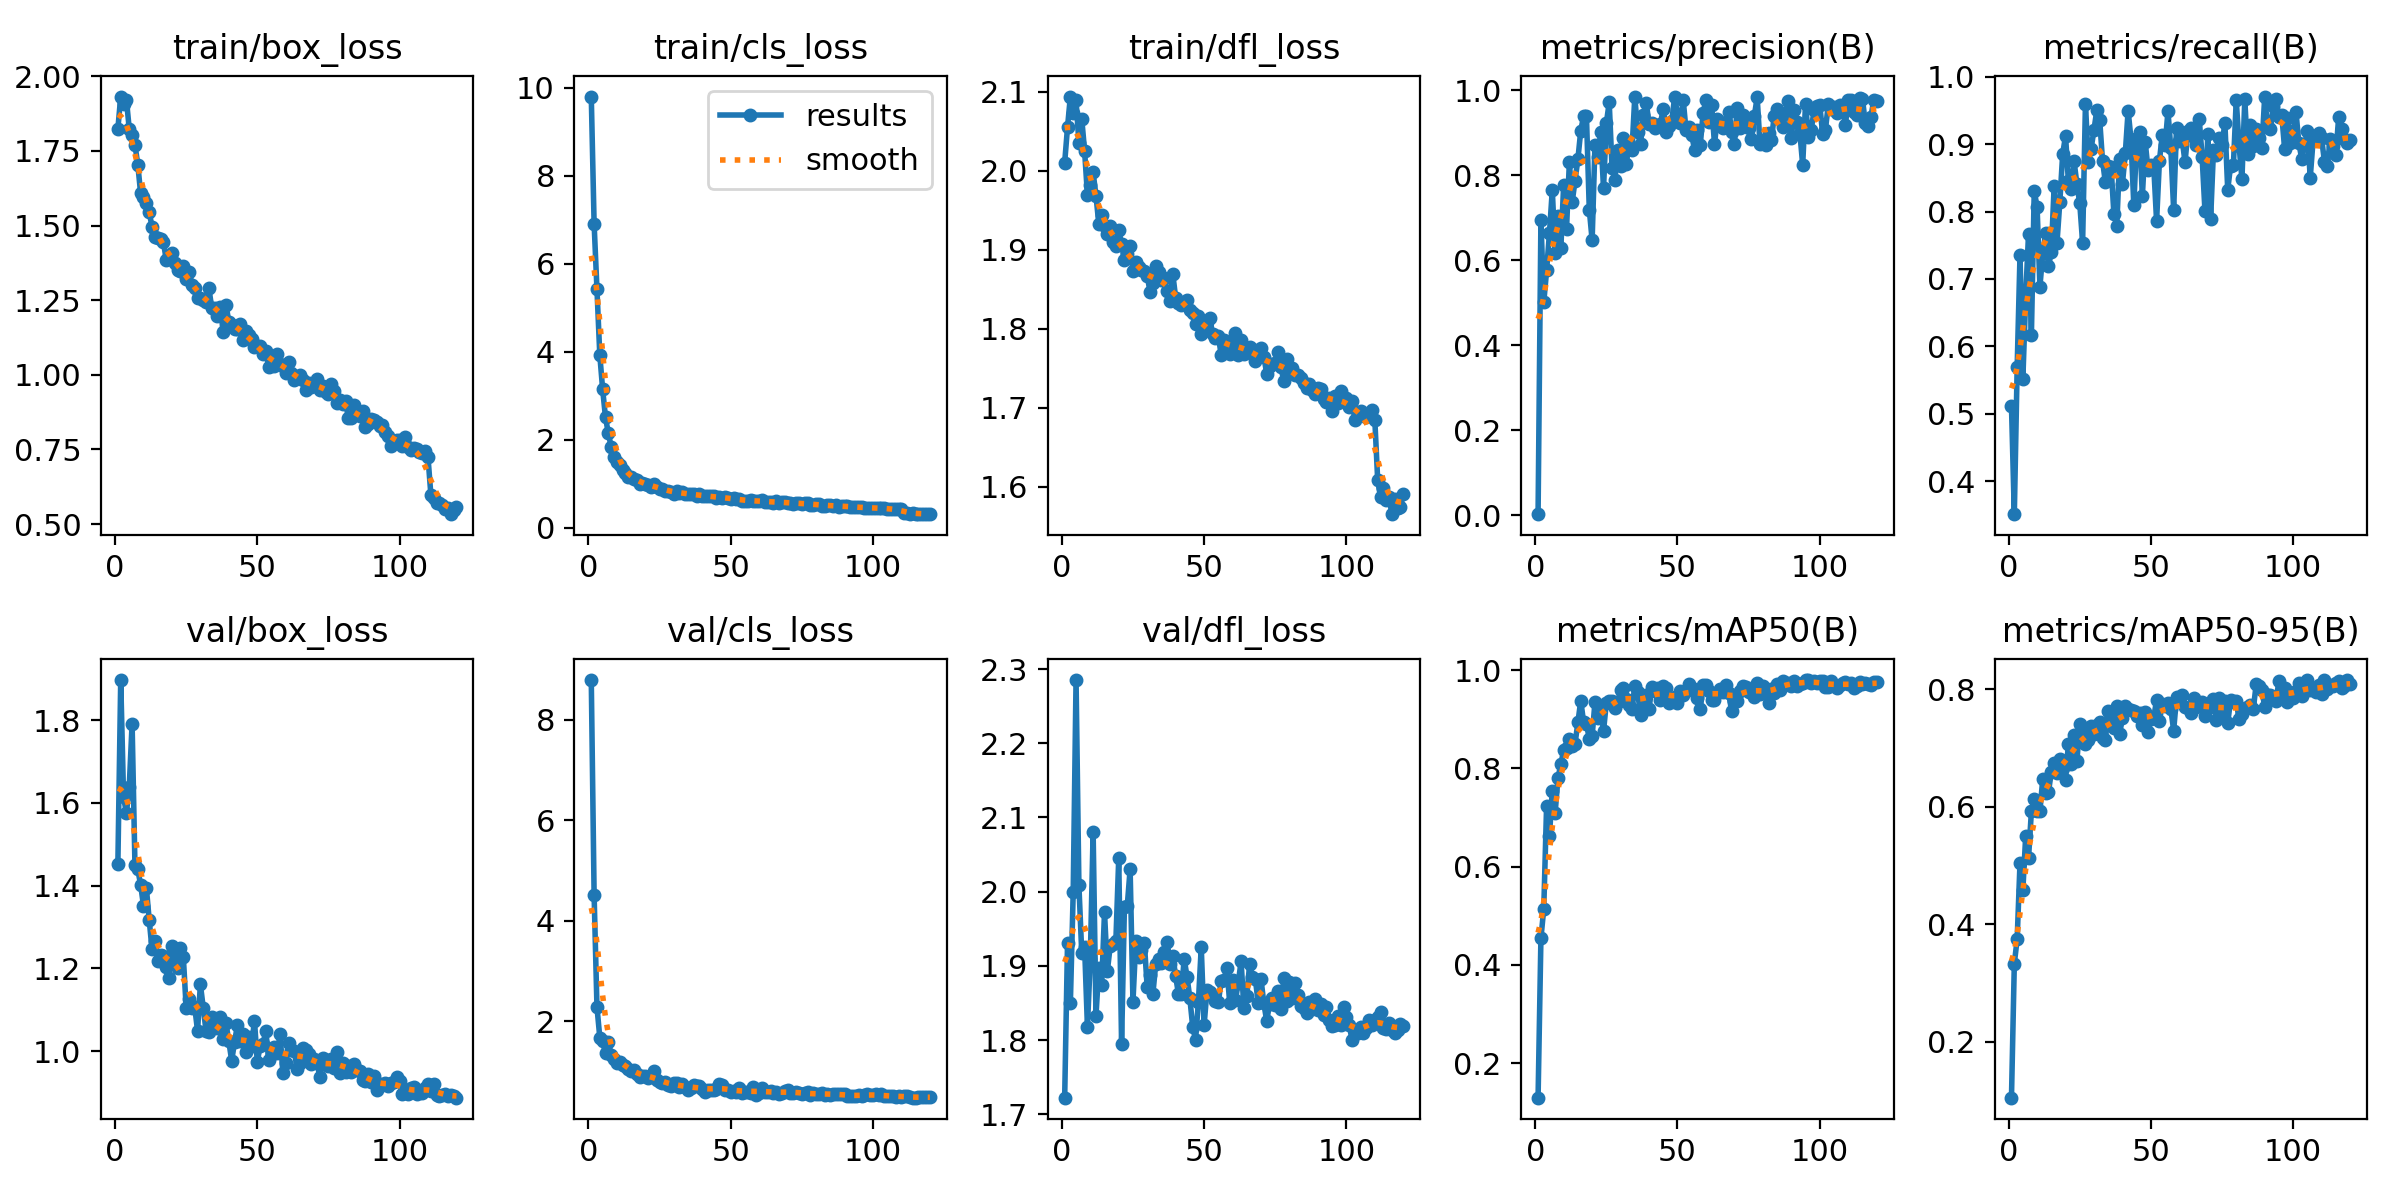 train/box_loss
2.00
1.75
1.50
1.25
1.00
0.75
0.50
0 50 100
train/cls_loss
results
smooth
10
8
6
4
2
0
0 50 100
train/dfl_loss
2.1
2.0
1.9
1.8
1.7
1.6
0 50 100
metrics/precision(B)
1.0
0.8
0.6
0.4
0.2
0.0
0 50 100
metrics/recall(B)
1.0
0.9
0.8
0.7
0.6
0.5
0.4
0 50 100
val/box_loss
1.8
1.6
1.4
1.2
1.0
0 50 100
val/cls_loss
8
6
4
2
0 50 100
val/dfl_loss
2.3
2.2
2.1
2.0
1.9
1.8
1.7
0 50 100
metrics/mAP50(B)
1.0
0.8
0.6
0.4
0.2
0 50 100
metrics/mAP50-95(B)
0.8
0.6
0.4
0.2
0 50 100